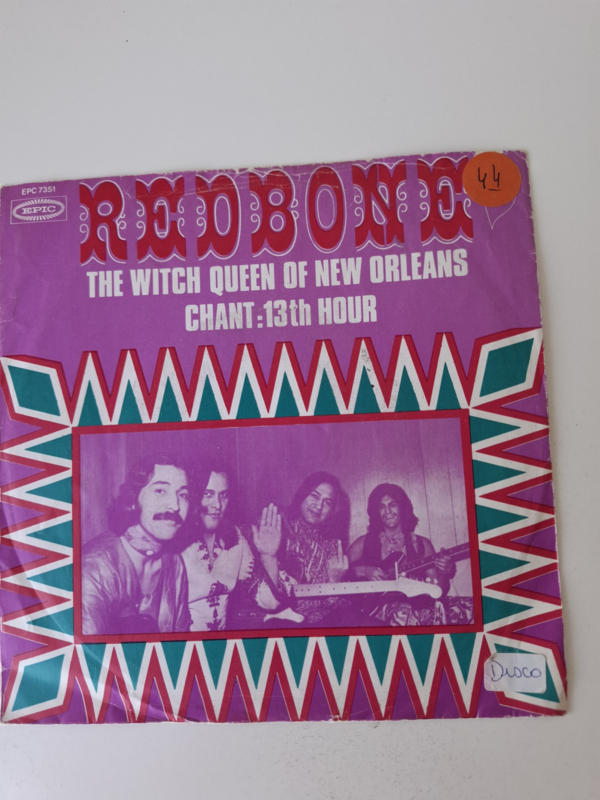 EPC 7351
EPIC
REDBONE
44
THE WITCH QUEEN OF NEW ORLEANS
CHANT:13th HOUR
Disco